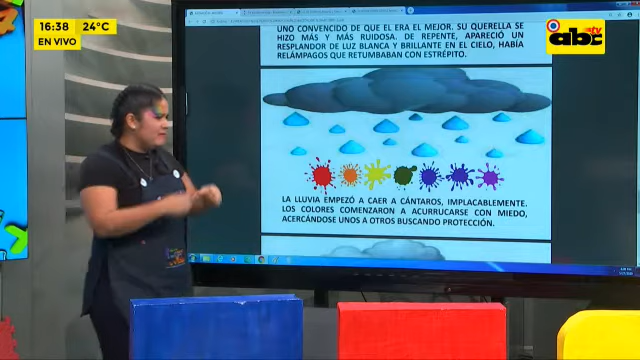 16:38 24°C
EN VIVO
abc tv
UNO CONVENCIDO DE QUE EL ERA EL MEJOR. SU QUERELLA SE
HIZO MÁS Y MÁS RUIDOSA. DE REPENTE, APARECIÓ UN
RESPLANDOR DE LUZ BLANCA Y BRILLANTE EN EL CIELO, HABÍA
RELÁMPAGOS QUE RETUMBABAN CON ESTRÉPITO.
LA LLUVIA EMPEZÓ A CAER A CÁNTAROS, IMPLACABLEMENTE.
LOS COLORES COMENZARON A ACURRUCARSE CON MIEDO,
ACERCÁNDOSE UNOS A OTROS BUSCANDO PROTECCIÓN.